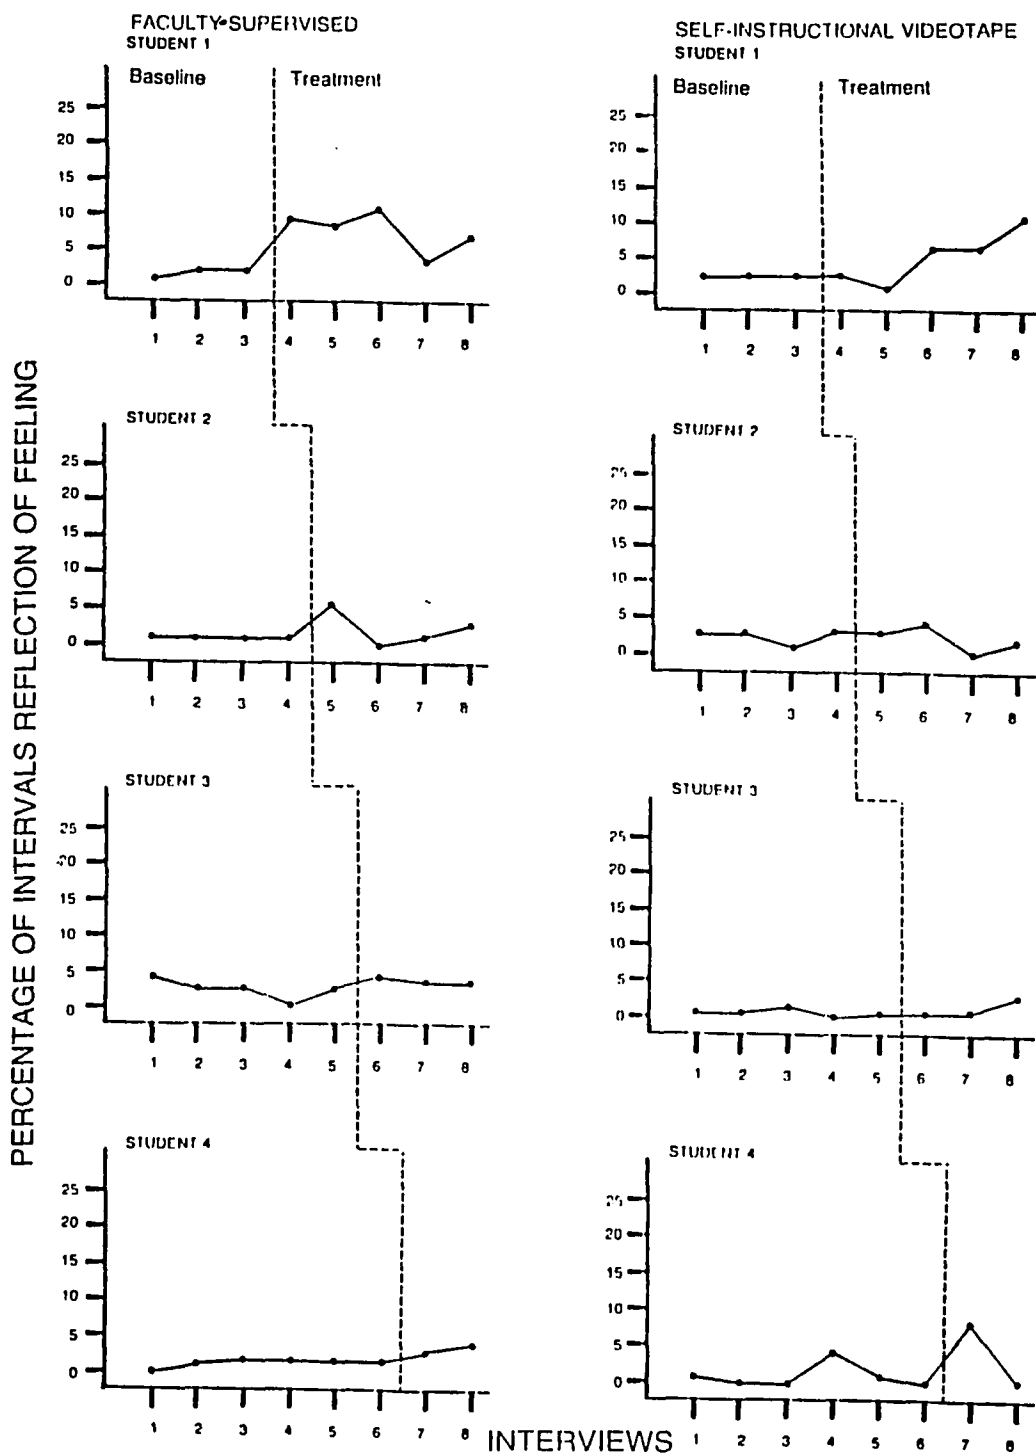 FACULTY-SUPERVISED
STUDENT 1
Baseline
Treatment
25
20
15
10
5
0
1 2 3 4 5 6 7 8
SELF-INSTRUCTIONAL VIDEOTAPE
STUDENT 1
Baseline
Treatment
25
20
15
10
5
0
1 2 3 4 5 6 7 8
PERCENTAGE OF INTERVALS REFLECTION OF FEELING
STUDENT 2
25
20
15
10
5
0
1 2 3 4 5 6 7 8
STUDENT 2
25
20
15
10
5
0
1 2 3 4 5 6 7 8
STUDENT 3
25
20
15
10
5
0
1 2 3 4 5 6 7 8
STUDENT 3
25
20
15
10
5
0
1 2 3 4 5 6 7 8
STUDENT 4
25
20
15
10
5
0
1 2 3 4 5 6 7 8
STUDENT 4
25
20
15
10
5
0
1 2 3 4 5 6 7 8
INTERVIEWS